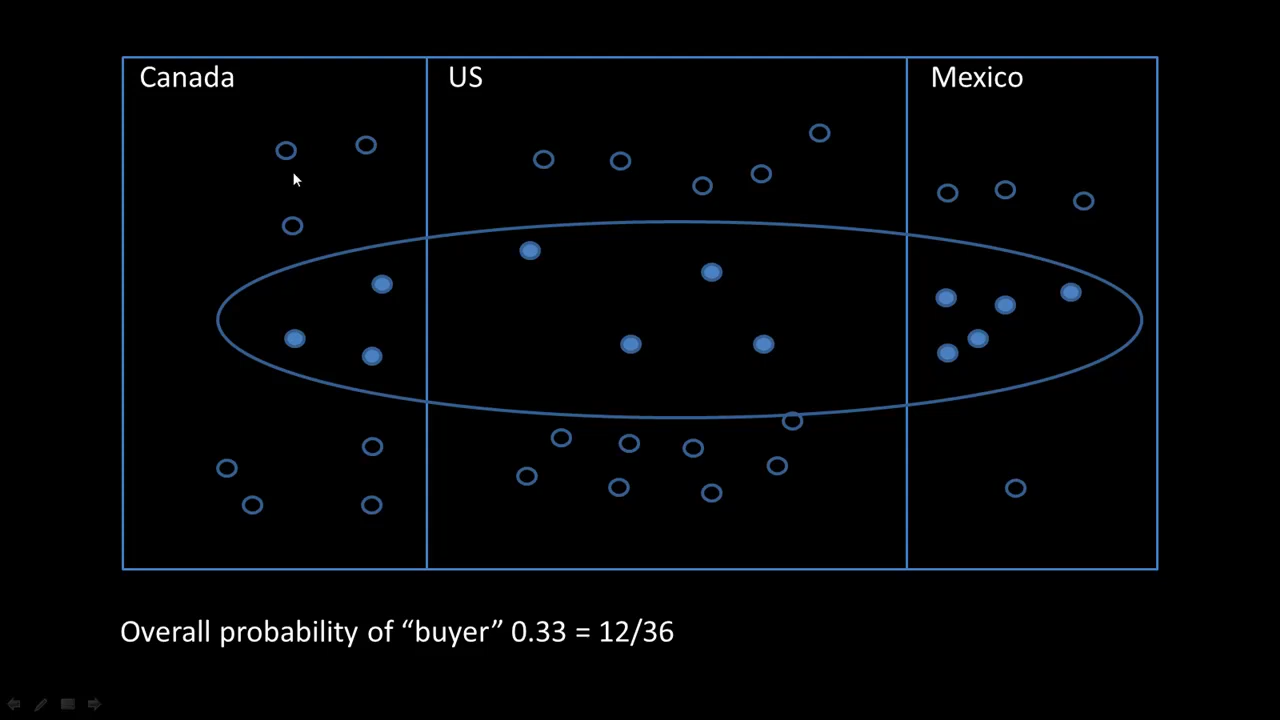 Canada
US
Mexico
Overall probability of “buyer” 0.33 = 12/36